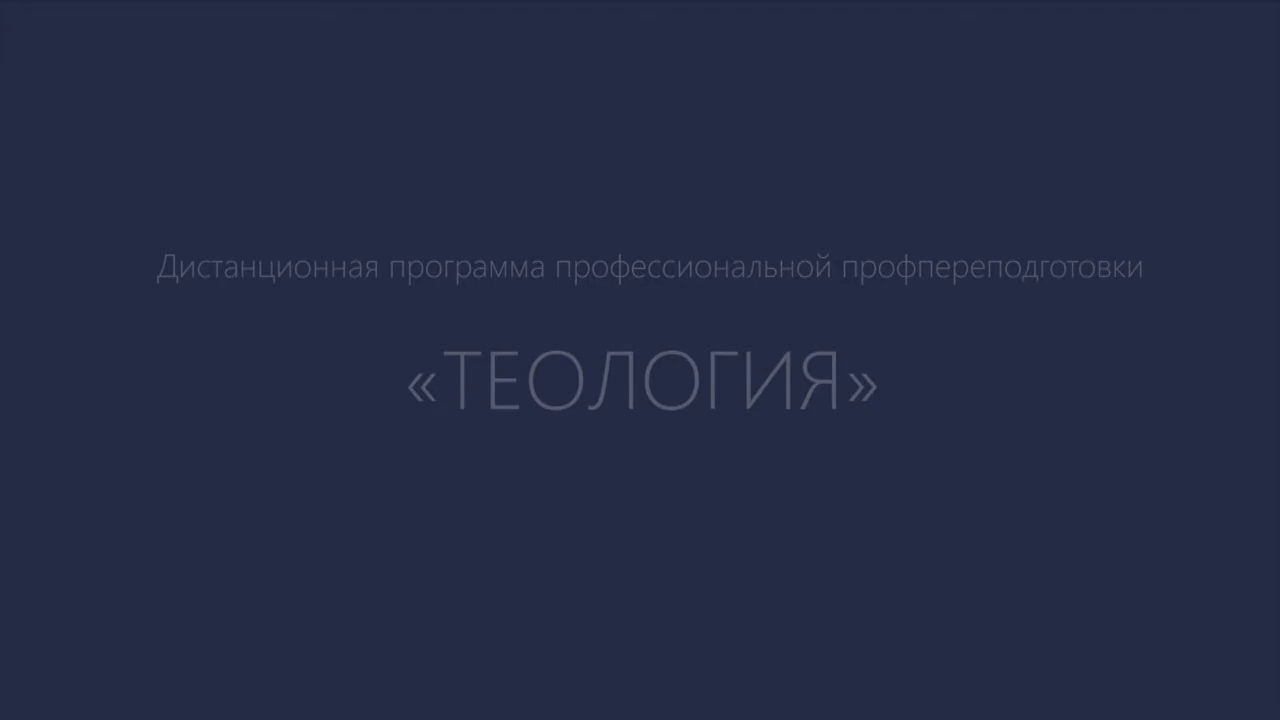 Дистанционная программа профессиональной профпереподготовки
«ТЕОЛОГИЯ»